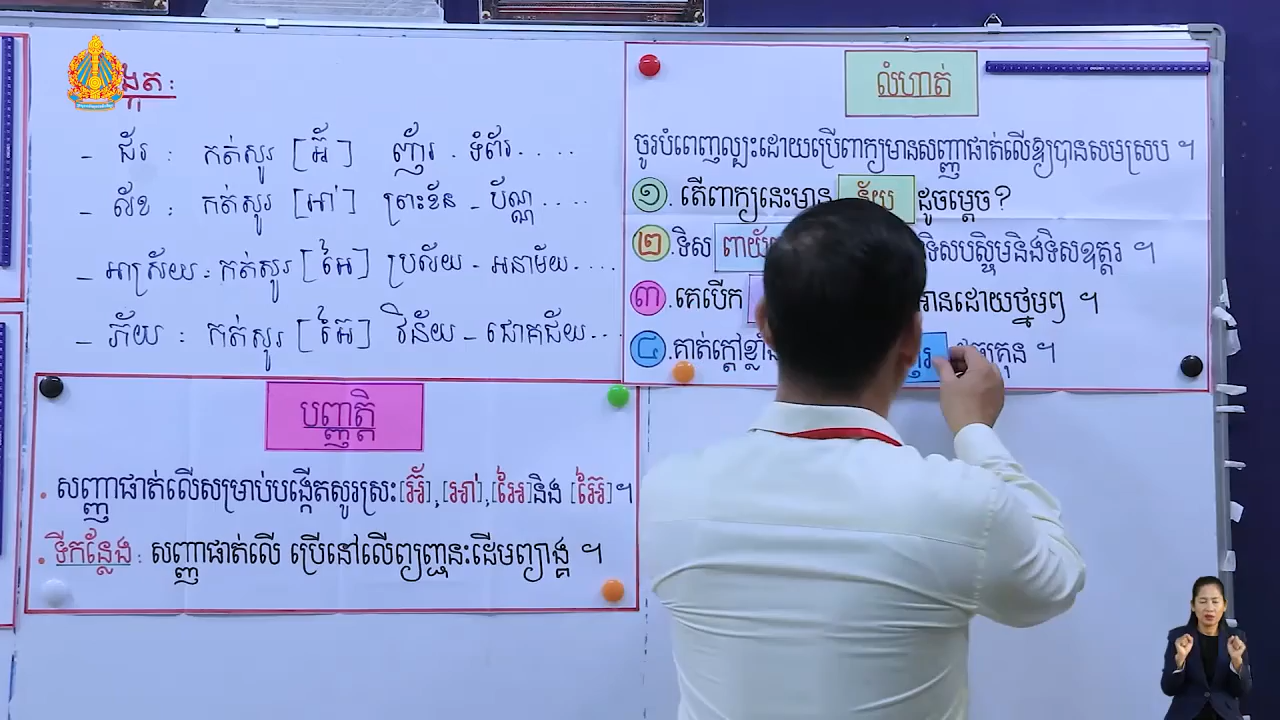 ង្កេត:
- ជ័រ : កត់សូរ [អ៊័] ញ័រ . ទំព័រ.....
- វ័ខ : កត់សូរ [អា់] ព្រះខ័ន - ប័ណ្ណ.....
- អាស្រ័យ : កត់សូរ [អៃ] ប្រស័យ - អនាម័យ.....
- ភ័យ : កត់សូរ [អ៊ៃ] វិន័យ - ជោគជ័យ...
បញ្ញត្តិ
• សញ្ញាផាត់លើសម្រាប់បង្កើតសូរស្រះ[អ៊័],[អា់],[អៃ]និង [អ៊ៃ]។
• ទីកន្លែង : សញ្ញាផាត់លើ ប្រើនៅលើព្យញ្ជនះដើមព្យាង្គ ។
លំហាត់
ចូរបំពេញល្បះដោយប្រើពាក្យមានសញ្ញាផាត់លើឱ្យបានសមស្រប ។
១. តើពាក្យនេះមាន ន័យ ដូចម្ដេច?
២.ទិស ពាយ័ ទិសបស្ចិមនិងទិសឧត្តរ ។
៣.គេបើក អានដោយថ្នមៗ ។
៤.គាត់ក្ដៅខ្លាំង គ្រុន ។